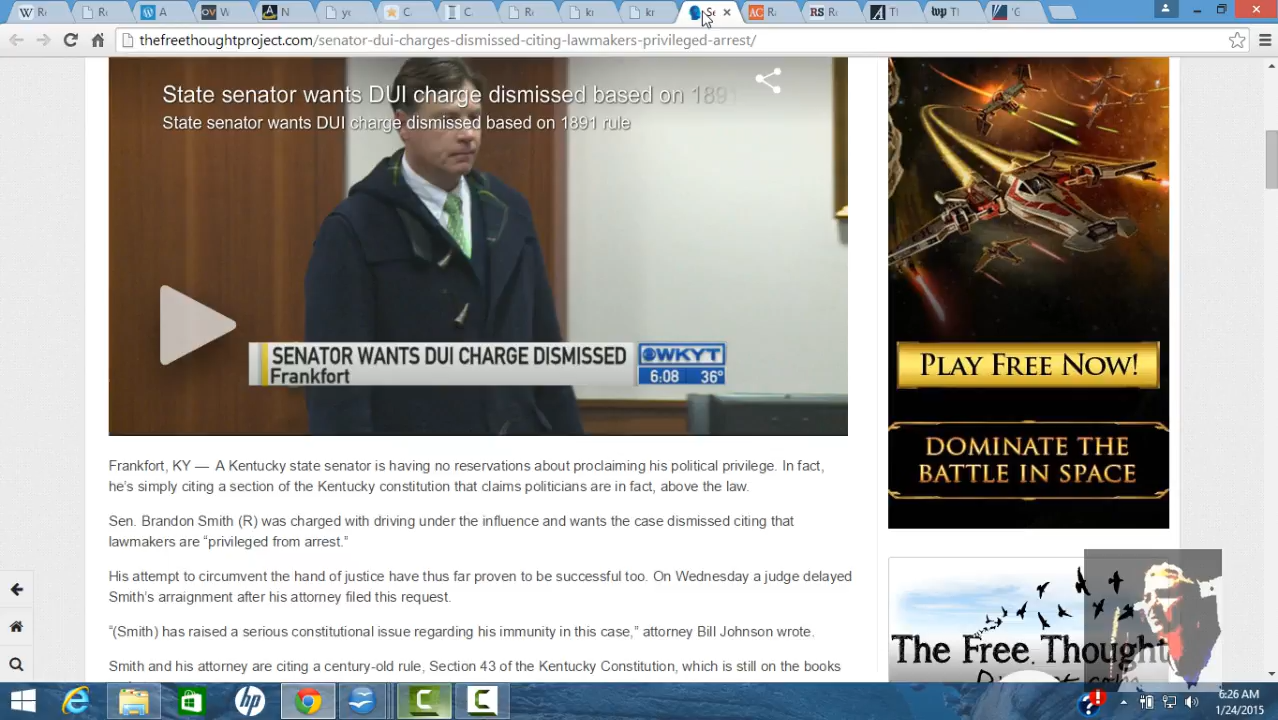 thefreethoughtproject.com/senator-dui-charges-dismissed-citing-lawmakers-privileged-arrest/
State senator wants DUI charge dismissed based on 1891
State senator wants DUI charge dismissed based on 1891 rule
SENATOR WANTS DUI CHARGE DISMISSED
Frankfort
WKYT
6:08 36°
Frankfort, KY — A Kentucky state senator is having no reservations about proclaiming his political privilege. In fact,
he's simply citing a section of the Kentucky constitution that claims politicians are in fact, above the law.
Sen. Brandon Smith (R) was charged with driving under the influence and wants the case dismissed citing that
lawmakers are “privileged from arrest.”
His attempt to circumvent the hand of justice have thus far proven to be successful too. On Wednesday a judge delayed
Smith's arraignment after his attorney filed this request.
“(Smith) has raised a serious constitutional issue regarding his immunity in this case,” attorney Bill Johnson wrote.
Smith and his attorney are citing a century-old rule, Section 43 of the Kentucky Constitution, which is still on the books
PLAY FREE NOW!
DOMINATE THE
BATTLE IN SPACE
The Free Thought
6:26 AM
1/24/2015